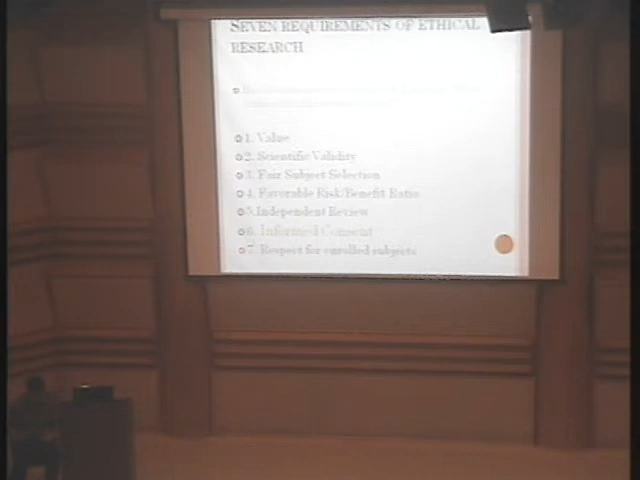 SEVEN REQUIREMENTS OF ETHICAL
RESEARCH
1. Value
2. Scientific Validity
3. Fair Subject Selection
4. Favorable Risk/Benefit Ratio
5.Independent Review
6. Informed Consent
7. Respect for enrolled subjects